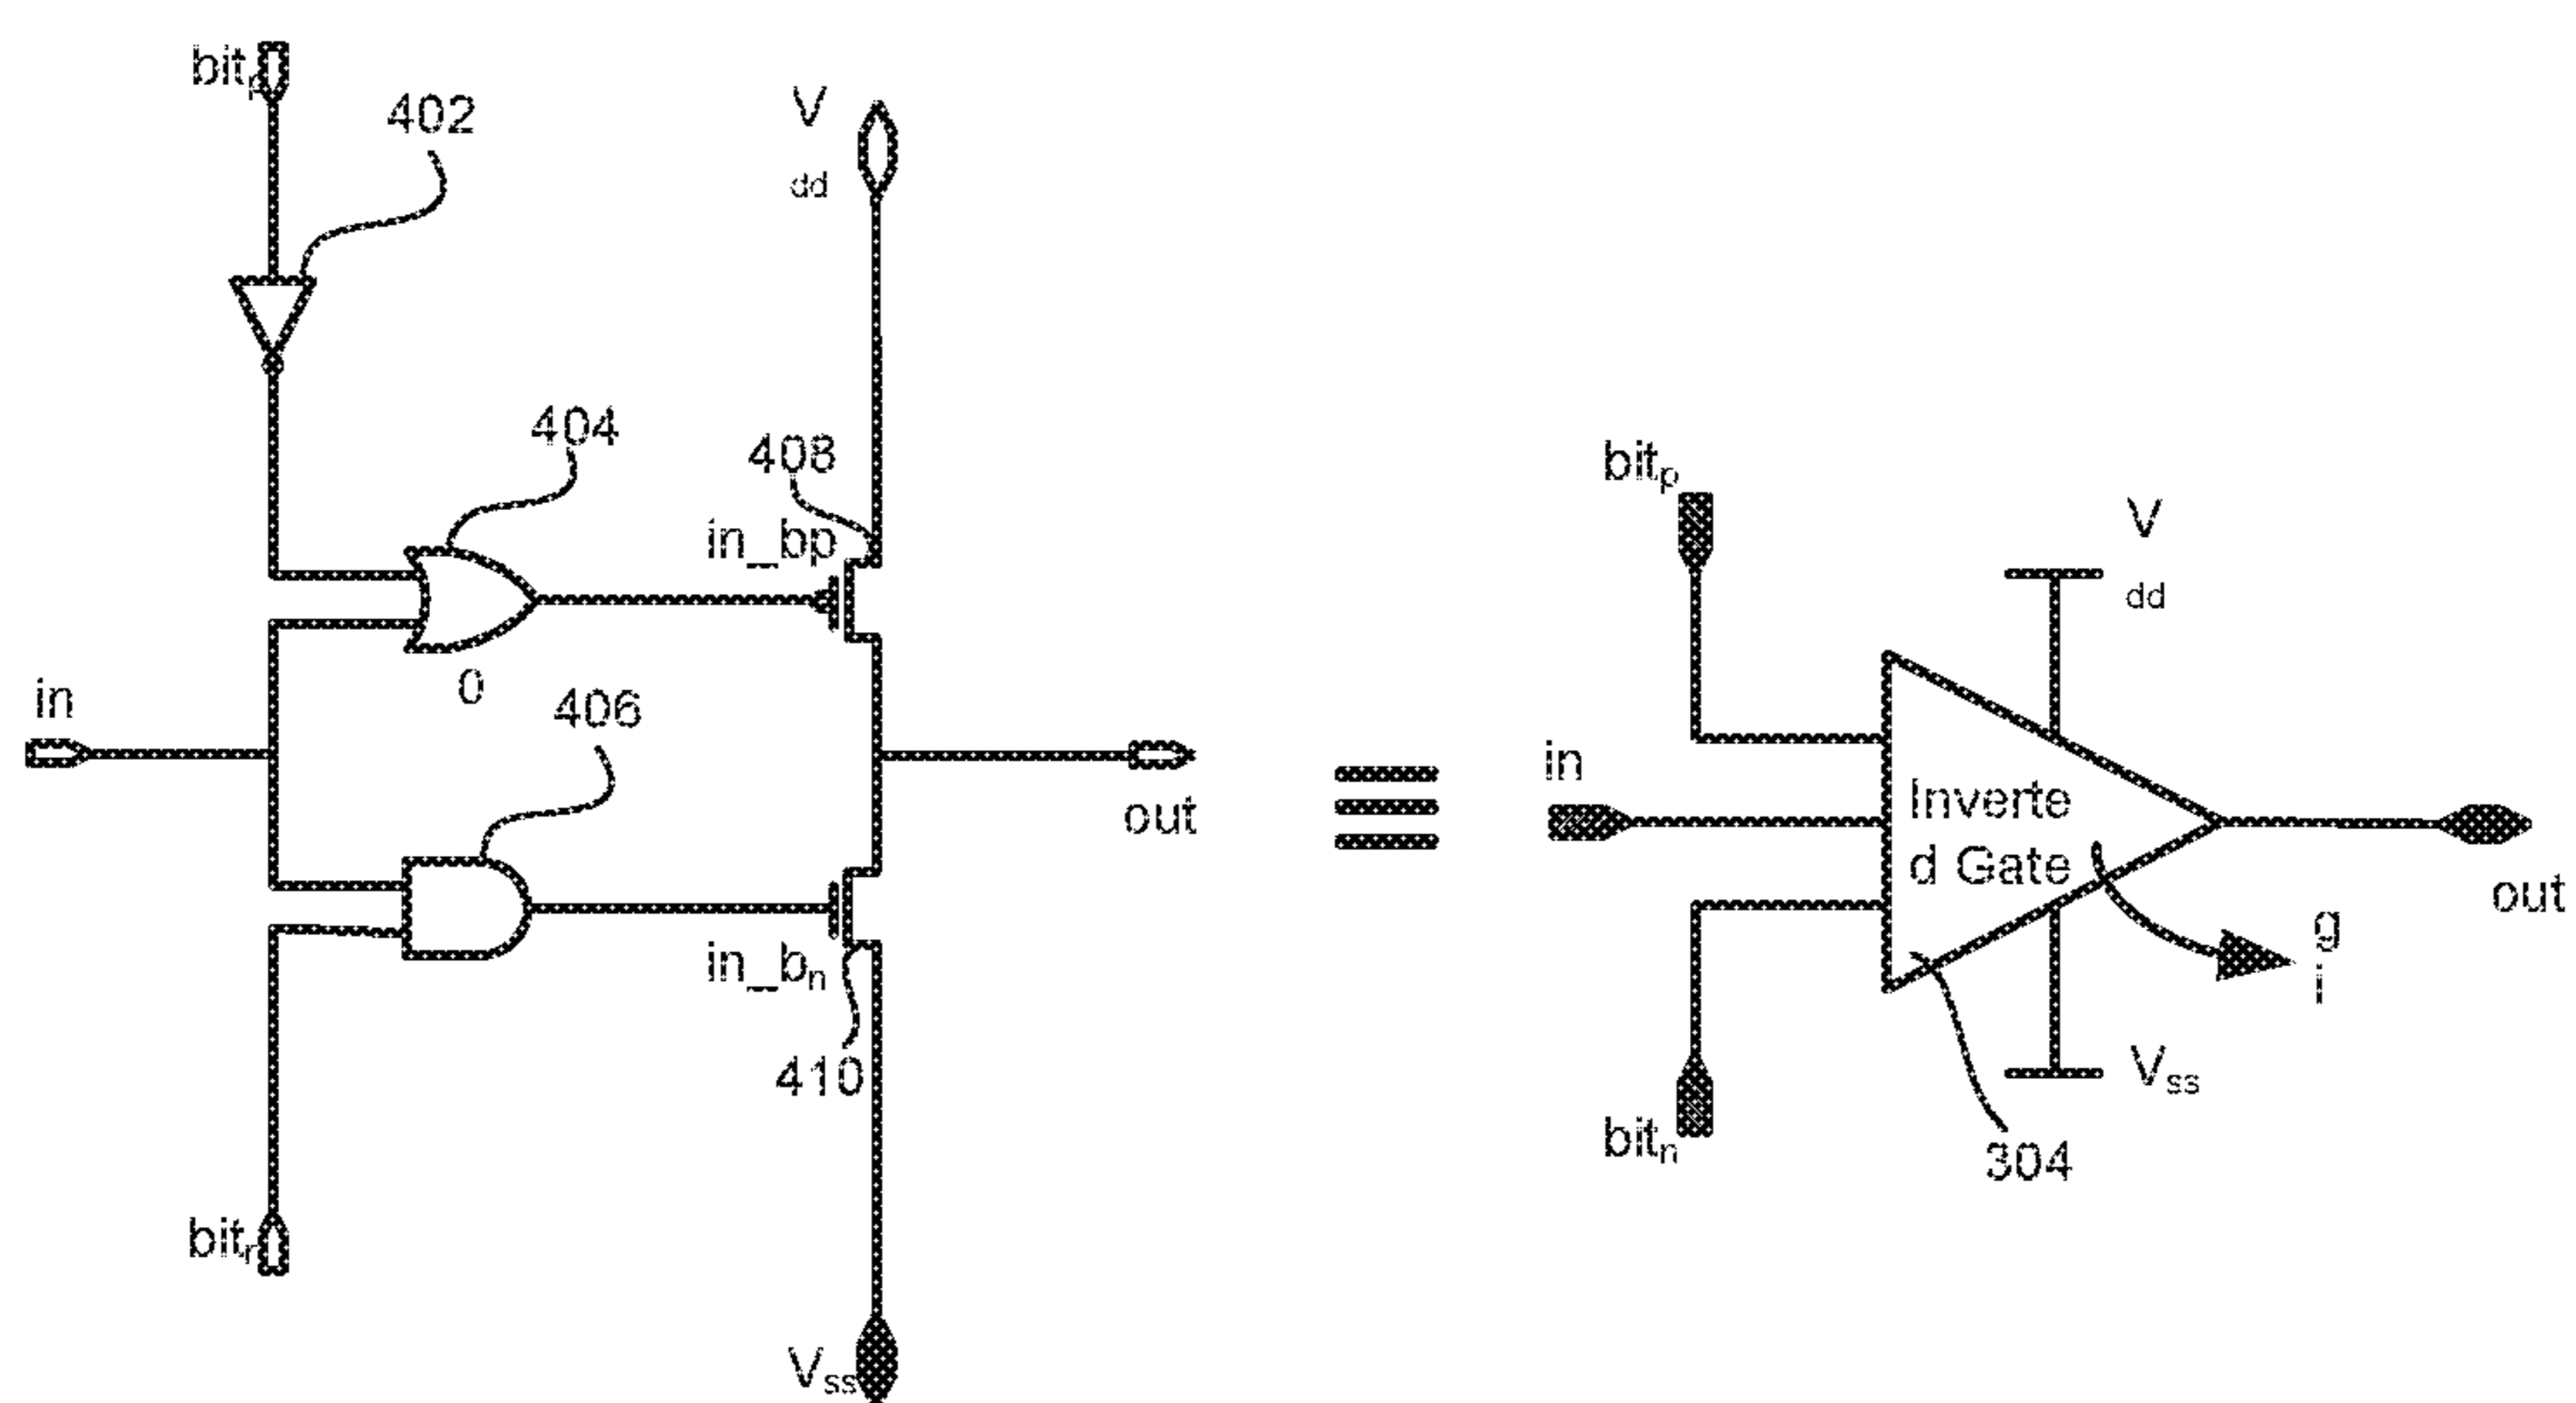 bitp
402
V
dd
404
408
in_bp
0
in
406
out
in_bn
410
bit
Vss
bitp
V
dd
in
Inverte
d Gate
out
g
i
Vss
bitn
304